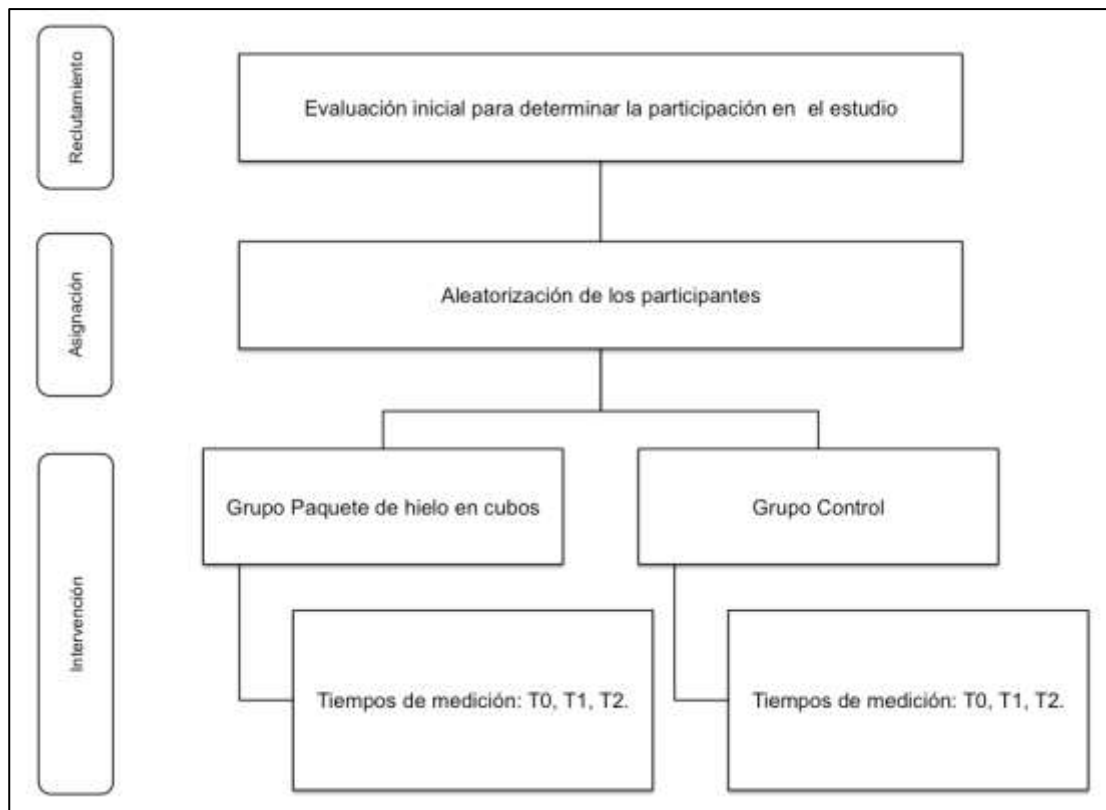 Reclutamiento
Evaluación inicial para determinar la participación en el estudio
Asignación
Aleatorización de los participantes
Intervención
Grupo Paquete de hielo en cubos
Grupo Control
Tiempos de medición: T0, T1, T2.
Tiempos de medición: T0, T1, T2.